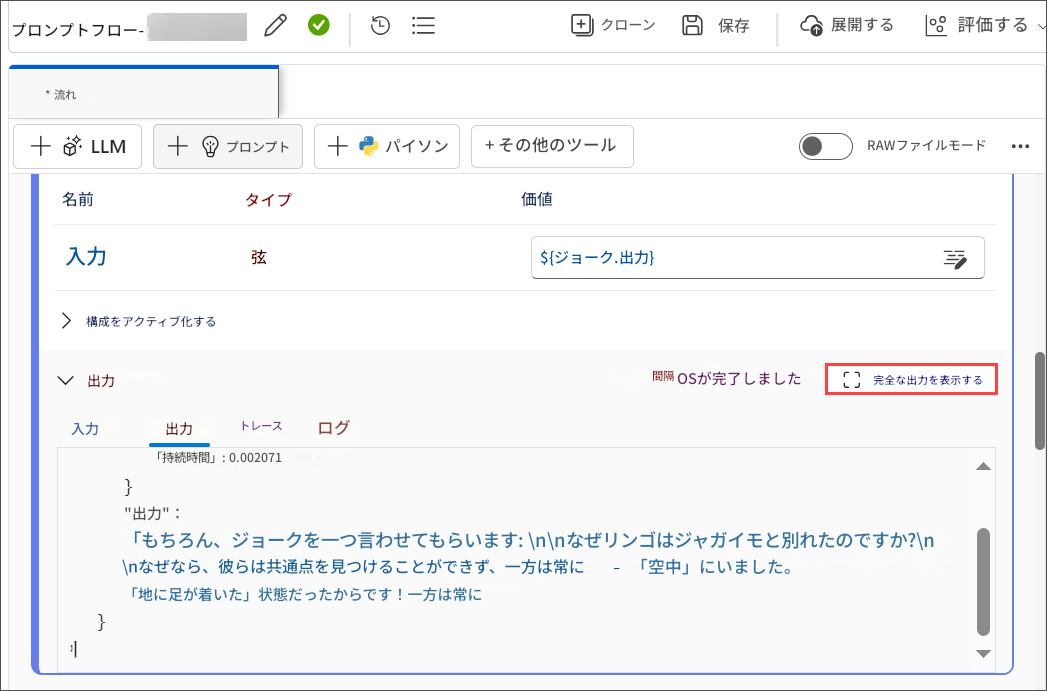 プロンプトフロー-
クローン 保存 展開する 評価する
* 流れ
LLM プロンプト パイソン + その他のツール RAWファイルモード
名前 タイプ 価値
入力 弦 ${ジョーク.出力}
構成をアクティブ化する
出力 間隔 OSが完了しました 完全な出力を表示する
入力 出力 トレース ログ
「持続時間」: 0.002071
}
"出力"：
「もちろん、ジョークを一つ言わせてもらいます: \n\nなぜリンゴはジャガイモと別れたのですか?\n
\nなぜなら、彼らは共通点を見つけることができず、一方は常に - 「空中」にいました。
「地に足が着いた」状態だったからです！一方は常に
}